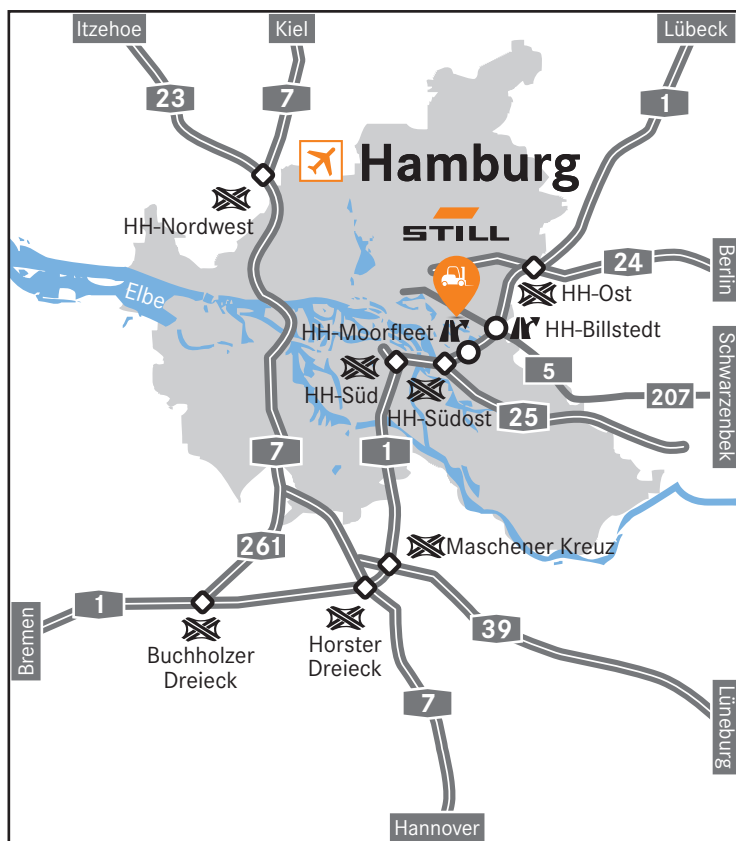 Itzehoe
Kiel
Lübeck
23
7
1
Hamburg
HH-Nordwest
STILL
24
Berlin
Elbe
HH-Ost
HH-Moorfleet
HH-Billstedt
5
207
Schwarzenbek
HH-Süd
HH-Südost
25
7
1
261
Maschener Kreuz
1
Bremen
39
Buchholzer
Dreieck
Horster
Dreieck
7
Lüneburg
Hannover